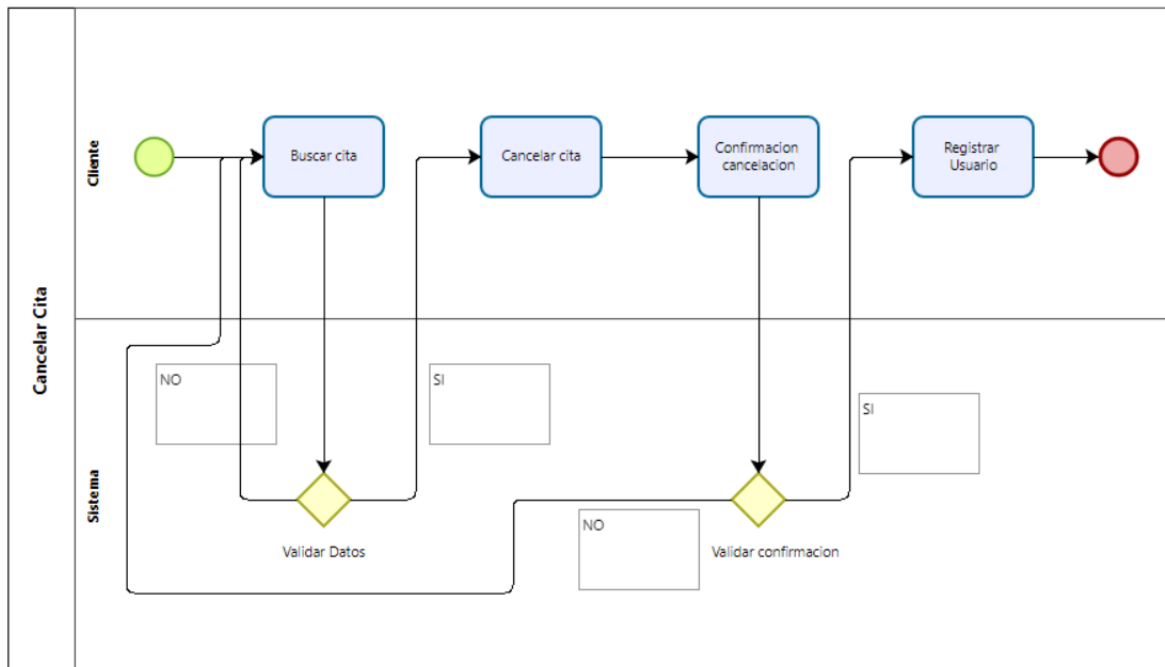 Cancelar Cita
Cliente
Buscar cita
Cancelar cita
Confirmacion
cancelacion
Registrar
Usuario
Sistema
NO
SI
SI
NO
Validar Datos
Validar confirmacion